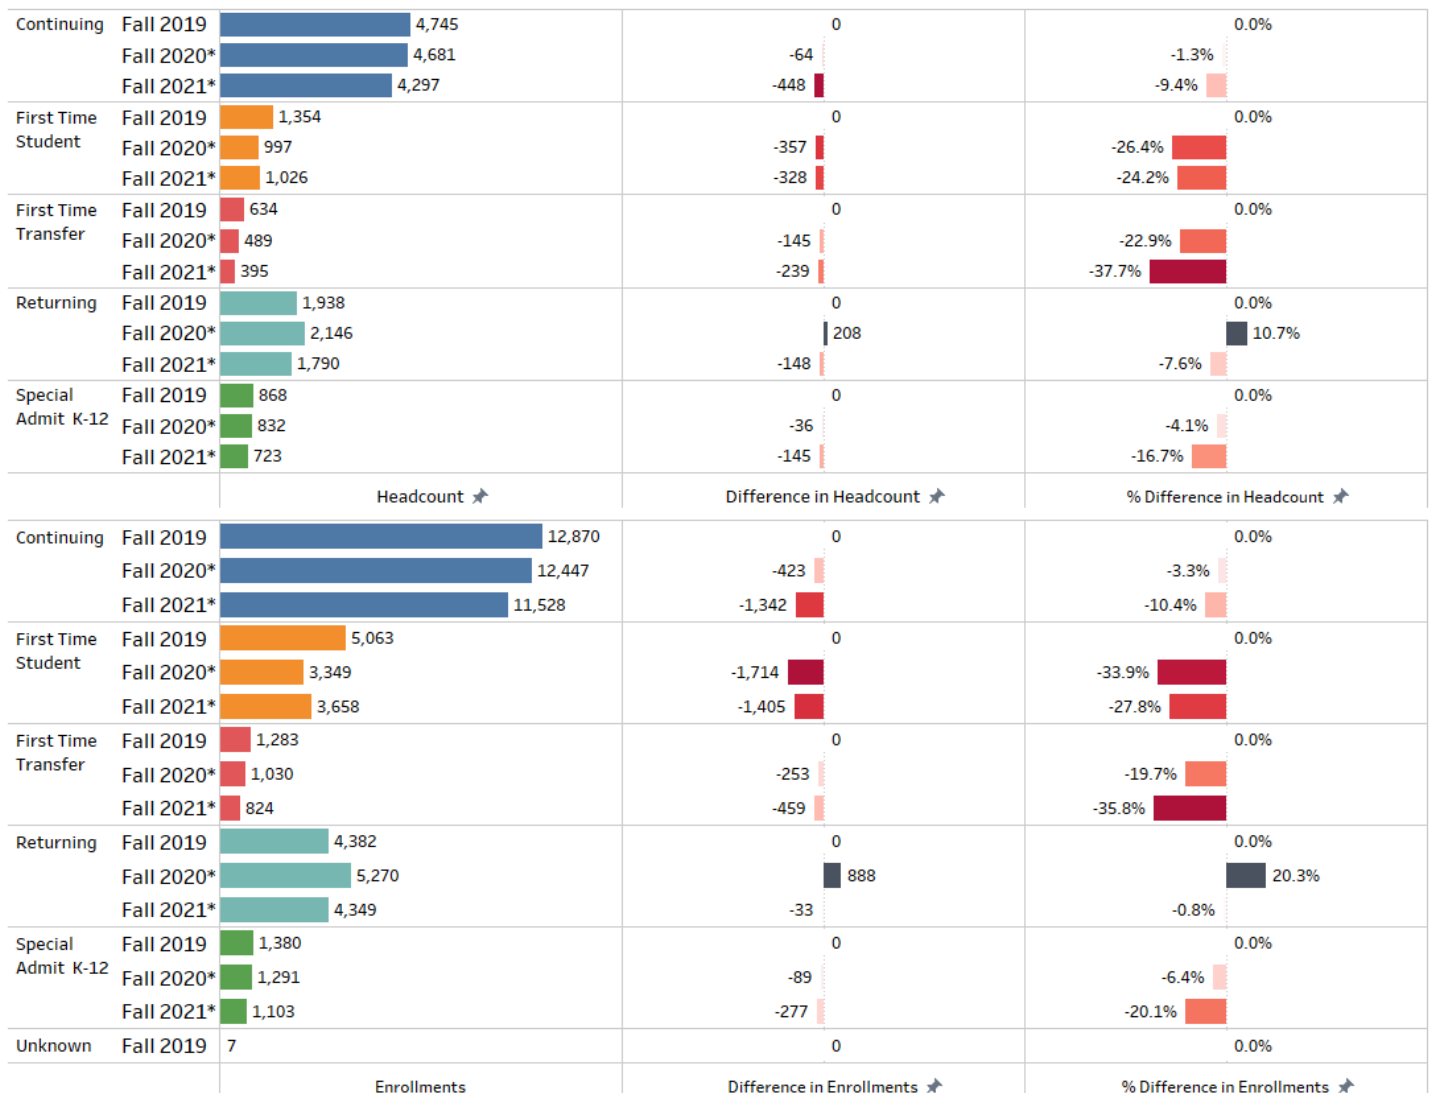 Continuing Fall 2019 4,745 0 0.0%
Fall 2020* 4,681 -64 -1.3%
Fall 2021* 4,297 -448 -9.4%
First Time Student Fall 2019 1,354 0 0.0%
Fall 2020* 997 -357 -26.4%
Fall 2021* 1,026 -328 -24.2%
First Time Transfer Fall 2019 634 0 0.0%
Fall 2020* 489 -145 -22.9%
Fall 2021* 395 -239 -37.7%
Returning Fall 2019 1,938 0 0.0%
Fall 2020* 2,146 208 10.7%
Fall 2021* 1,790 -148 -7.6%
Special Admit K-12 Fall 2019 868 0 0.0%
Fall 2020* 832 -36 -4.1%
Fall 2021* 723 -145 -16.7%
Headcount Difference in Headcount % Difference in Headcount
Continuing Fall 2019 12,870 0 0.0%
Fall 2020* 12,447 -423 -3.3%
Fall 2021* 11,528 -1,342 -10.4%
First Time Student Fall 2019 5,063 0 0.0%
Fall 2020* 3,349 -1,714 -33.9%
Fall 2021* 3,658 -1,405 -27.8%
First Time Transfer Fall 2019 1,283 0 0.0%
Fall 2020* 1,030 -253 -19.7%
Fall 2021* 824 -459 -35.8%
Returning Fall 2019 4,382 0 0.0%
Fall 2020* 5,270 888 20.3%
Fall 2021* 4,349 -33 -0.8%
Special Admit K-12 Fall 2019 1,380 0 0.0%
Fall 2020* 1,291 -89 -6.4%
Fall 2021* 1,103 -277 -20.1%
Unknown Fall 2019 7 0 0.0%
Enrollments Difference in Enrollments % Difference in Enrollments